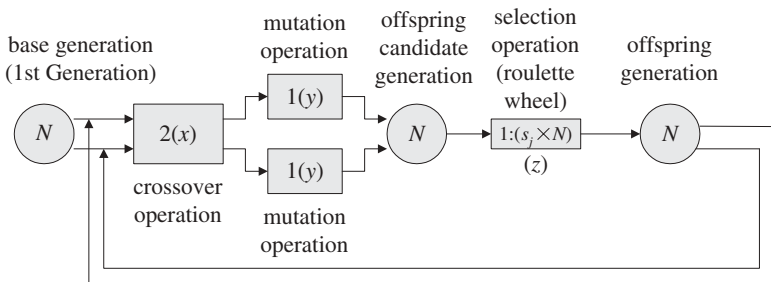 base generation
(1st Generation)
mutation
operation
offspring
candidate
generation
selection
operation
(roulette
wheel)
offspring
generation
N
2(x)
1(y)
1(y)
N
1:(s_j×N)
(z)
N
crossover
operation
mutation
operation